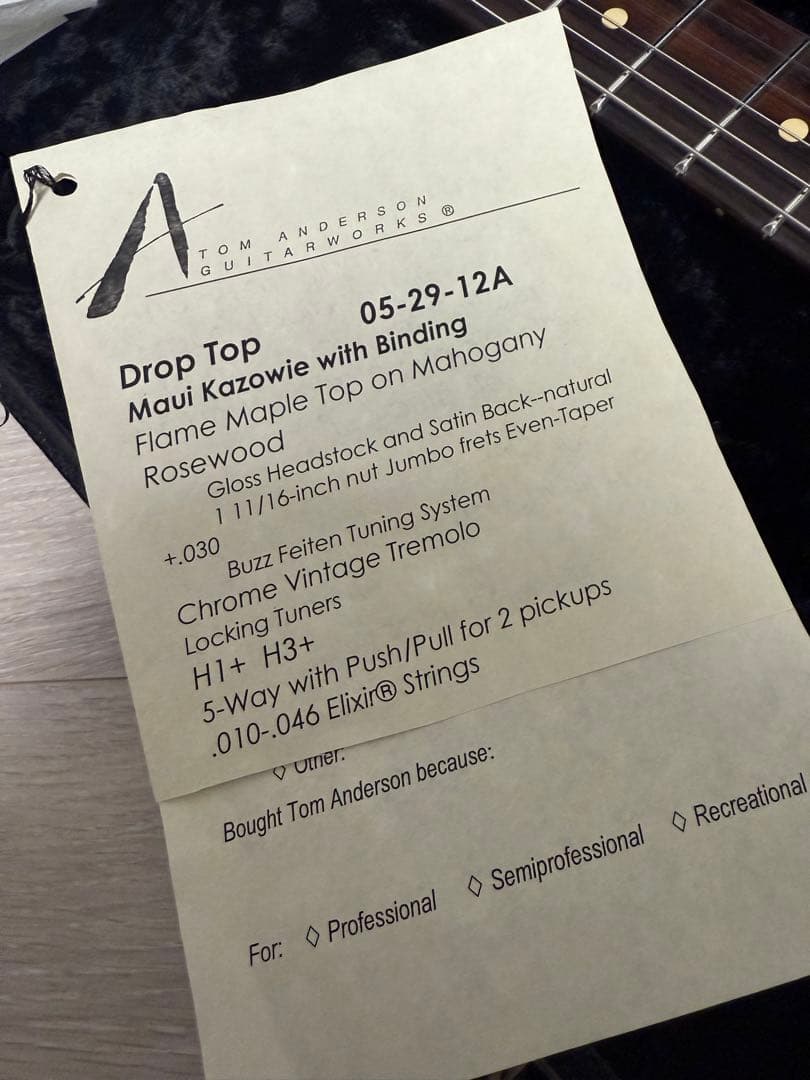 TOM ANDERSON
GUITARWORKS®
Drop Top 05-29-12A
Maui Kazowie with Binding
Flame Maple Top on Mahogany
Rosewood
Gloss Headstock and Satin Back--natural
1 11/16-inch nut Jumbo frets Even-Taper
+.030
Buzz Feiten Tuning System
Chrome Vintage Tremolo
Locking Tuners
H1+ H3+
5-Way with Push/Pull for 2 pickups
.010-.046 Elixir® Strings
◊ Other:
Bought Tom Anderson because:
For: ◊ Professional ◊ Semiprofessional ◊ Recreational